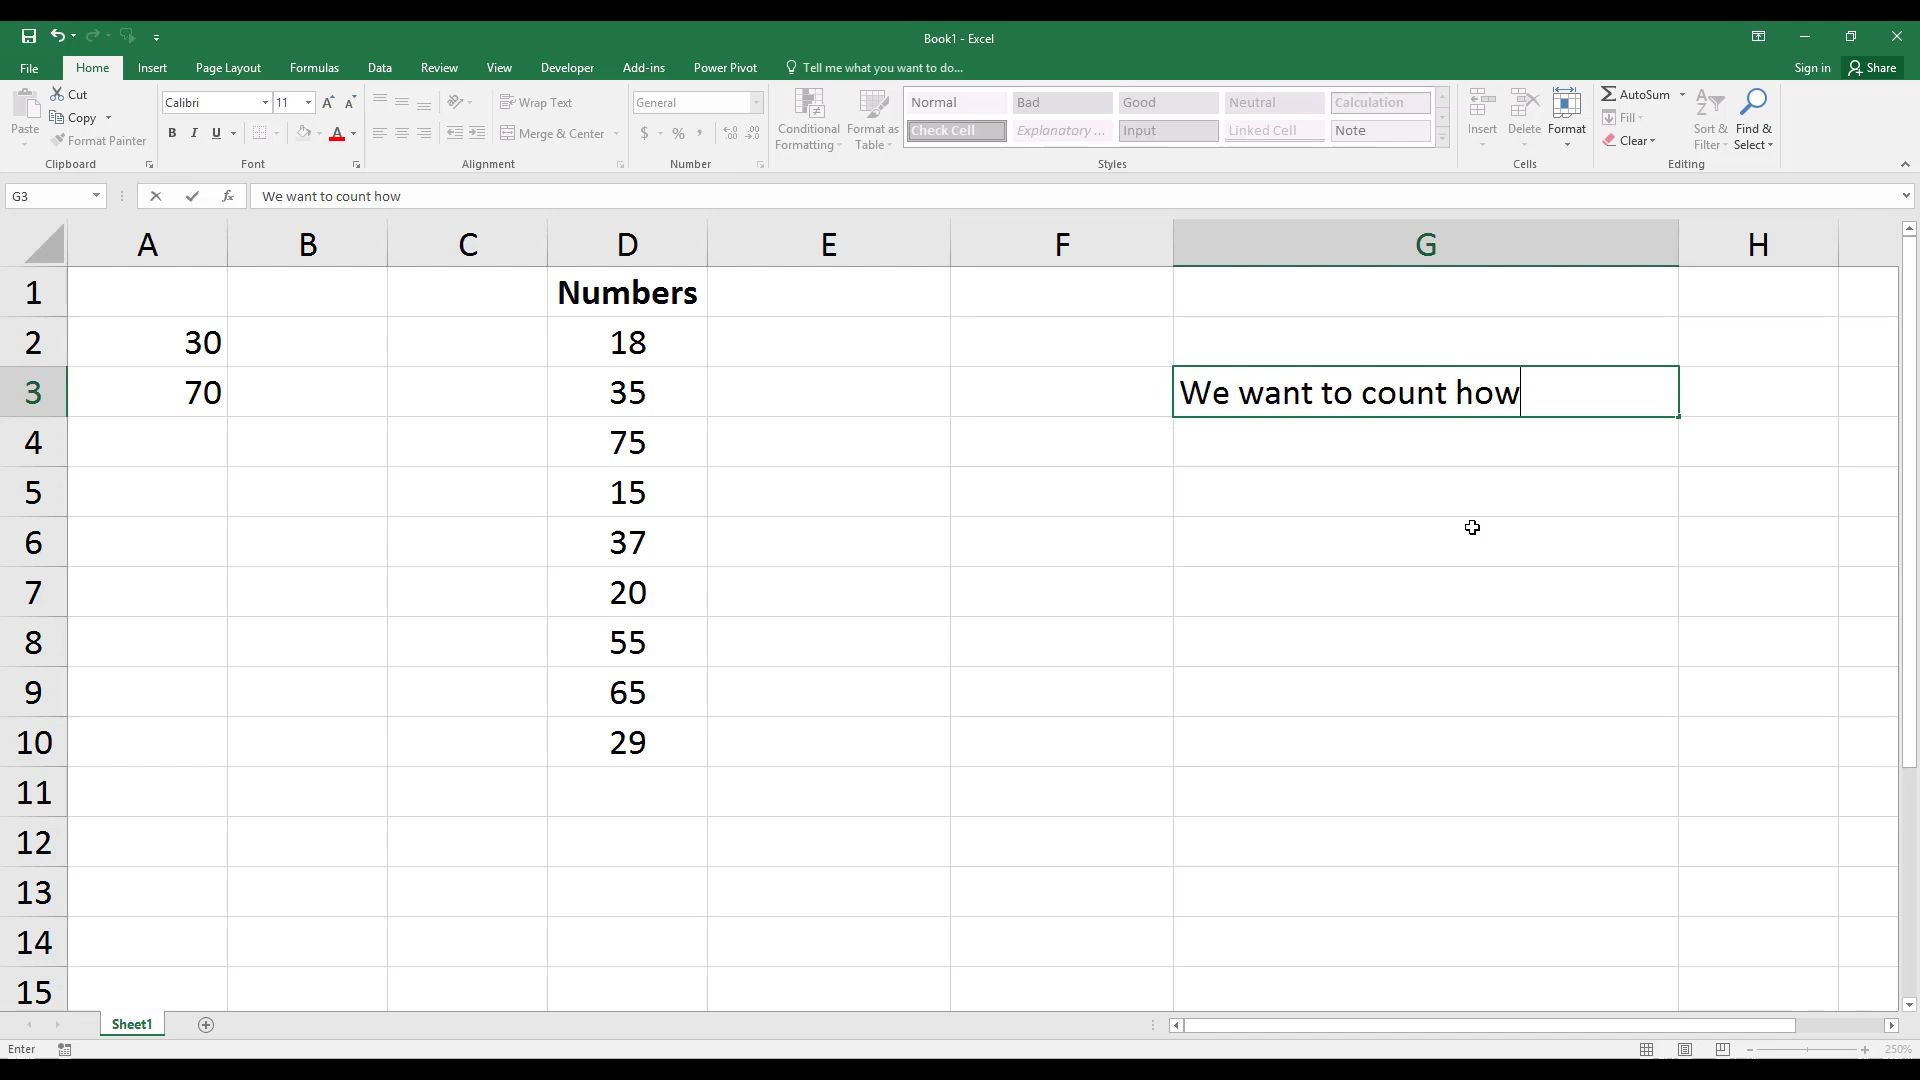 Book1 - Excel
File Home Insert Page Layout Formulas Data Review View Developer Add-ins Power Pivot Tell me what you want to do... Sign in Share
Paste
Cut
Copy
Format Painter
Clipboard
Calibri 11
B I U
Font
Wrap Text
Merge & Center
Alignment
General
$ % ,
Number
Conditional Formatting
Format as Table
Normal Bad Good Neutral Calculation
Check Cell Explanatory ... Input Linked Cell Note
Styles
Insert Delete Format
Cells
AutoSum
Fill
Clear
Sort & Filter
Find & Select
Editing
G3 fx We want to count how
A B C D E F G H
1 Numbers
2 30 18
3 70 35 We want to count how
4 75
5 15
6 37
7 20
8 55
9 65
10 29
11
12
13
14
15
Sheet1
Enter 250%